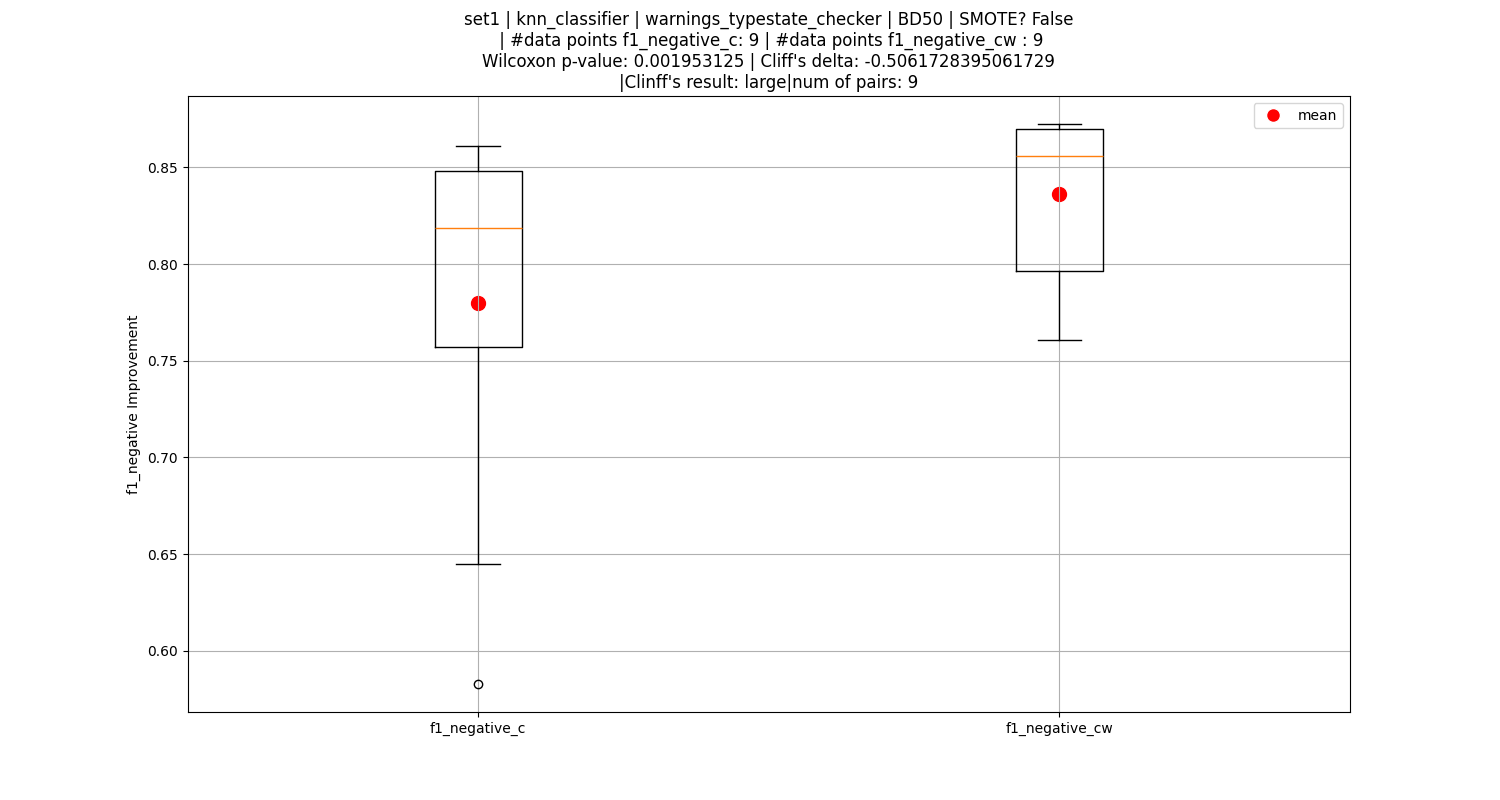 set1 | knn_classifier | warnings_typestate_checker | BD50 | SMOTE? False
| #data points f1_negative_c: 9 | #data points f1_negative_cw : 9
Wilcoxon p-value: 0.001953125 | Cliff's delta: -0.5061728395061729
|Clinff's result: large|num of pairs: 9
mean
0.85
0.80
0.75
0.70
0.65
0.60
f1_negative Improvement
f1_negative_c
f1_negative_cw